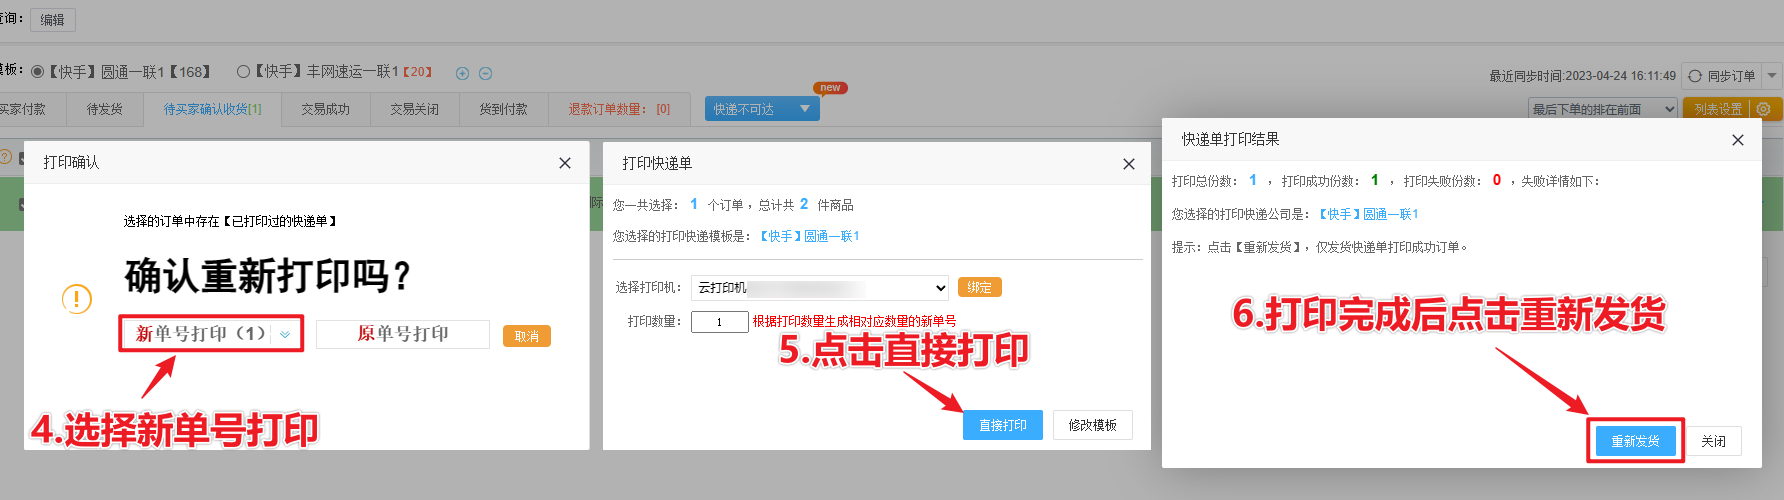 查询： 编辑
模板： 【快手】圆通一联1【168】 【快手】丰网速运一联1【20】
最近同步时间:2023-04-24 16:11:49 同步订单
买家付款 待发货 待买家确认收货[1] 交易成功 交易关闭 货到付款 退款订单数量： [0] 快递不可达 new
最后下单的排在前面 列表设置
打印确认
选择的订单中存在【已打印过的快递单】
确认重新打印吗？
新单号打印（1） 原单号打印 取消
4.选择新单号打印
打印快递单
您一共选择： 1 个订单，总计共 2 件商品
您选择的打印快递模板是：【快手】圆通一联1
选择打印机： 云打印机 绑定
打印数量： 1 根据打印数量生成相对应数量的新单号
5.点击直接打印
直接打印 修改模板
快递单打印结果
打印总份数： 1 ，打印成功份数： 1 ，打印失败份数： 0 ，失败详情如下：
您选择的打印快递公司是：【快手】圆通一联1
提示：点击【重新发货】，仅发货快递单打印成功订单。
6.打印完成后点击重新发货
重新发货 关闭